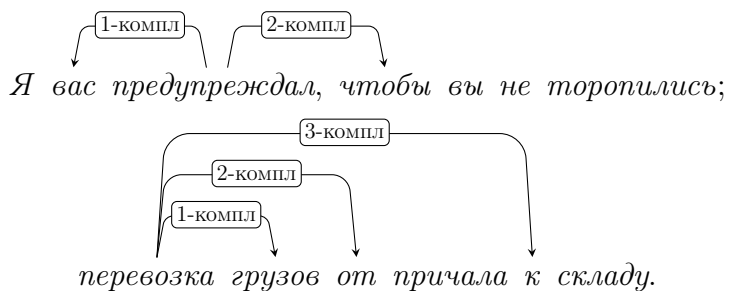 1-компл 2-компл
Я вас предупреждал, чтобы вы не торопились;
3-компл
2-компл
1-компл
перевозка грузов от причала к складу.